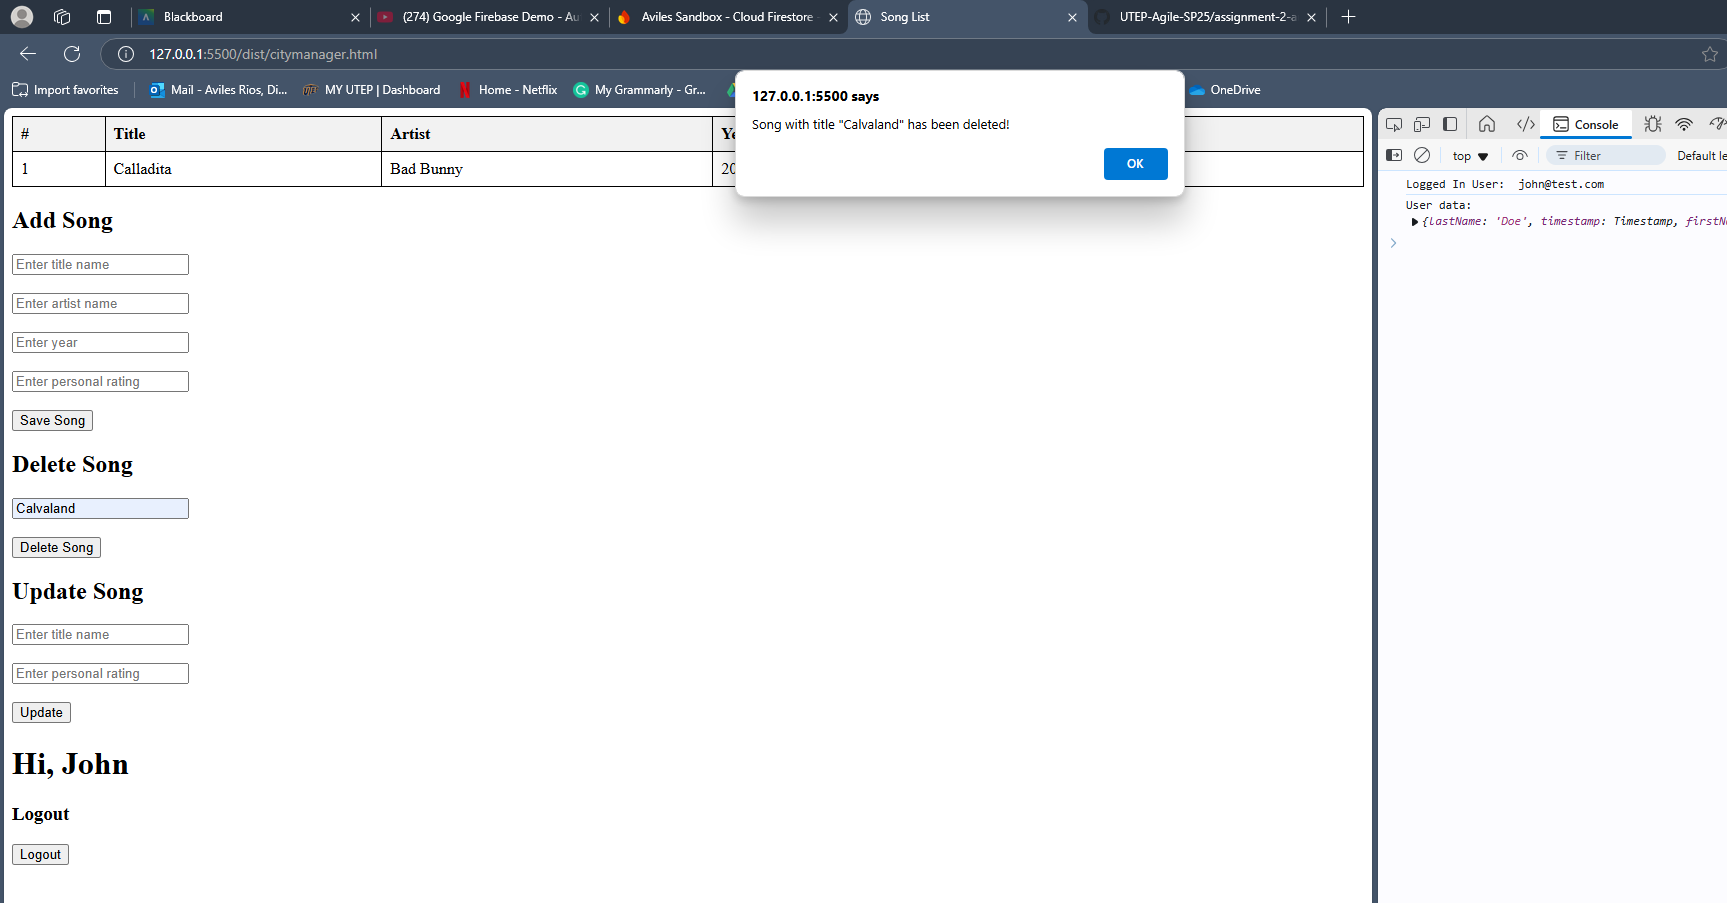 Blackboard
(274) Google Firebase Demo - Au
Aviles Sandbox - Cloud Firestore
Song List
UTEP-Agile-SP25/assignment-2-a
127.0.0.1:5500/dist/citymanager.html
Import favorites
Mail - Aviles Rios, Di...
MY UTEP | Dashboard
Home - Netflix
My Grammarly - Gr...
OneDrive
127.0.0.1:5500 says
Song with title "Calvaland" has been deleted!
OK
# Title Artist Ye
1 Calladita Bad Bunny 20
Add Song
Enter title name
Enter artist name
Enter year
Enter personal rating
Save Song
Delete Song
Calvaland
Delete Song
Update Song
Enter title name
Enter personal rating
Update
Hi, John
Logout
Logout
Console
top
Filter
Default le
Logged In User: john@test.com
User data:
{lastName: 'Doe', timestamp: Timestamp, firstN